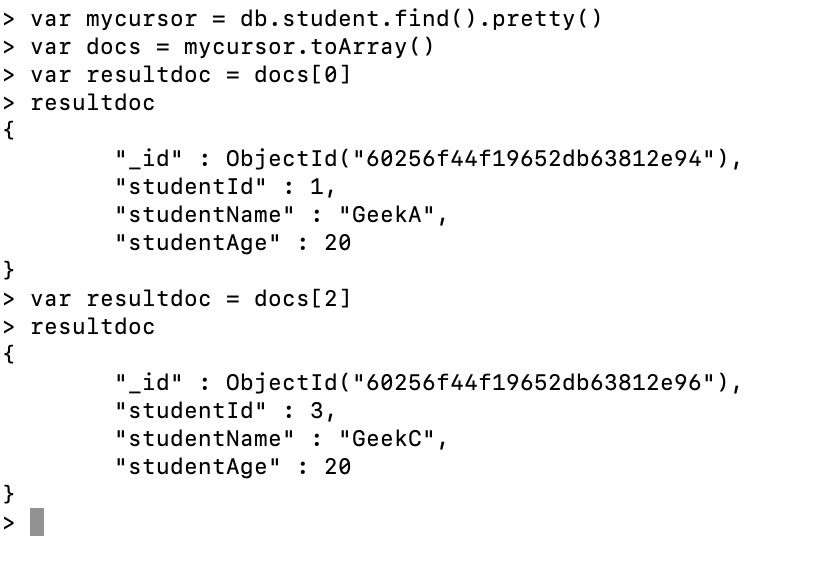 > var mycursor = db.student.find().pretty()
> var docs = mycursor.toArray()
> var resultdoc = docs[0]
> resultdoc
{
        "_id" : ObjectId("60256f44f19652db63812e94"),
        "studentId" : 1,
        "studentName" : "GeekA",
        "studentAge" : 20
}
> var resultdoc = docs[2]
> resultdoc
{
        "_id" : ObjectId("60256f44f19652db63812e96"),
        "studentId" : 3,
        "studentName" : "GeekC",
        "studentAge" : 20
}
>